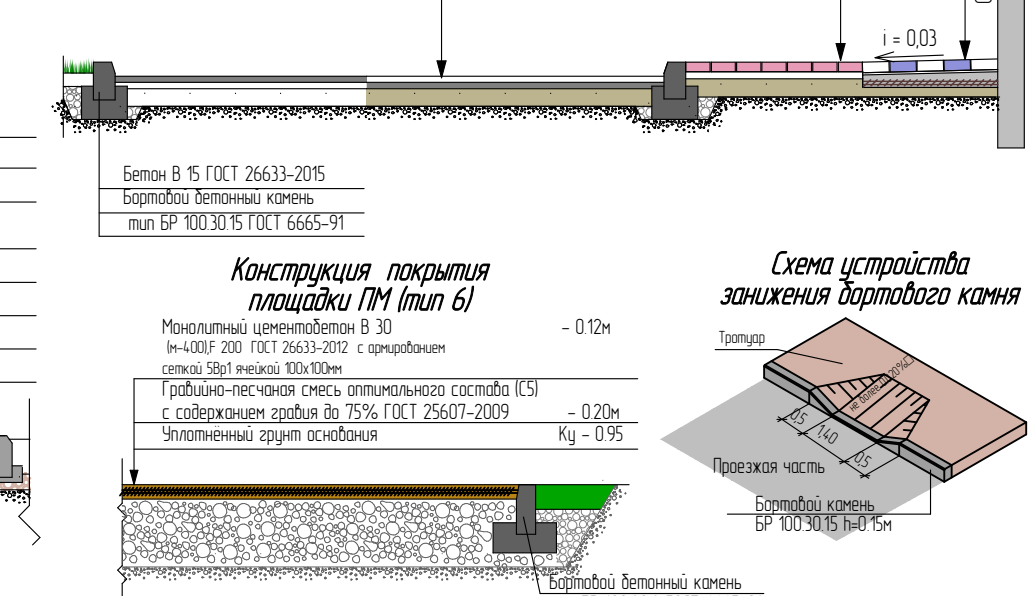 i = 0,03
Бетон В 15 ГОСТ 26633-2015
Бортовой бетонный камень
тип БР 100.30.15 ГОСТ 6665-91
Конструкция покрытия
площадки ПМ (тип 6)
Монолитный цементобетон В 30 - 0.12м
(м-400),F 200 ГОСТ 26633-2012 с армированием
сеткой 5Вр1 ячейкой 100х100мм
Гравийно-песчаная смесь оптимального состава (С5)
с содержанием гравия до 75% ГОСТ 25607-2009 - 0.20м
Уплотнённый грунт основания Ку - 0.95
Бортовой бетонный камень
Схема устройства
занижения бортового камня
Тротуар
не более
0,5
1,40
0,5
Проезжая часть
Бортовой камень
БР 100.30.15 h=0.15м